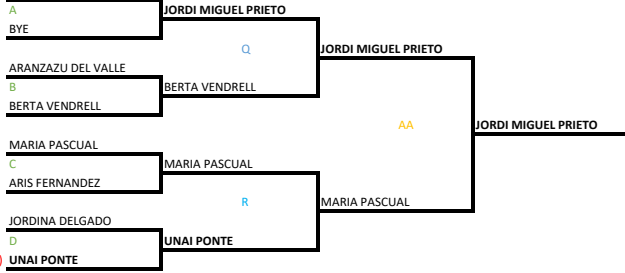 A
JORDI MIGUEL PRIETO
BYE
Q
JORDI MIGUEL PRIETO
ARANZAZU DEL VALLE
B
BERTA VENDRELL
BERTA VENDRELL
AA
JORDI MIGUEL PRIETO
MARIA PASCUAL
C
MARIA PASCUAL
ARIS FERNANDEZ
R
MARIA PASCUAL
JORDINA DELGADO
D
UNAI PONTE
) UNAI PONTE